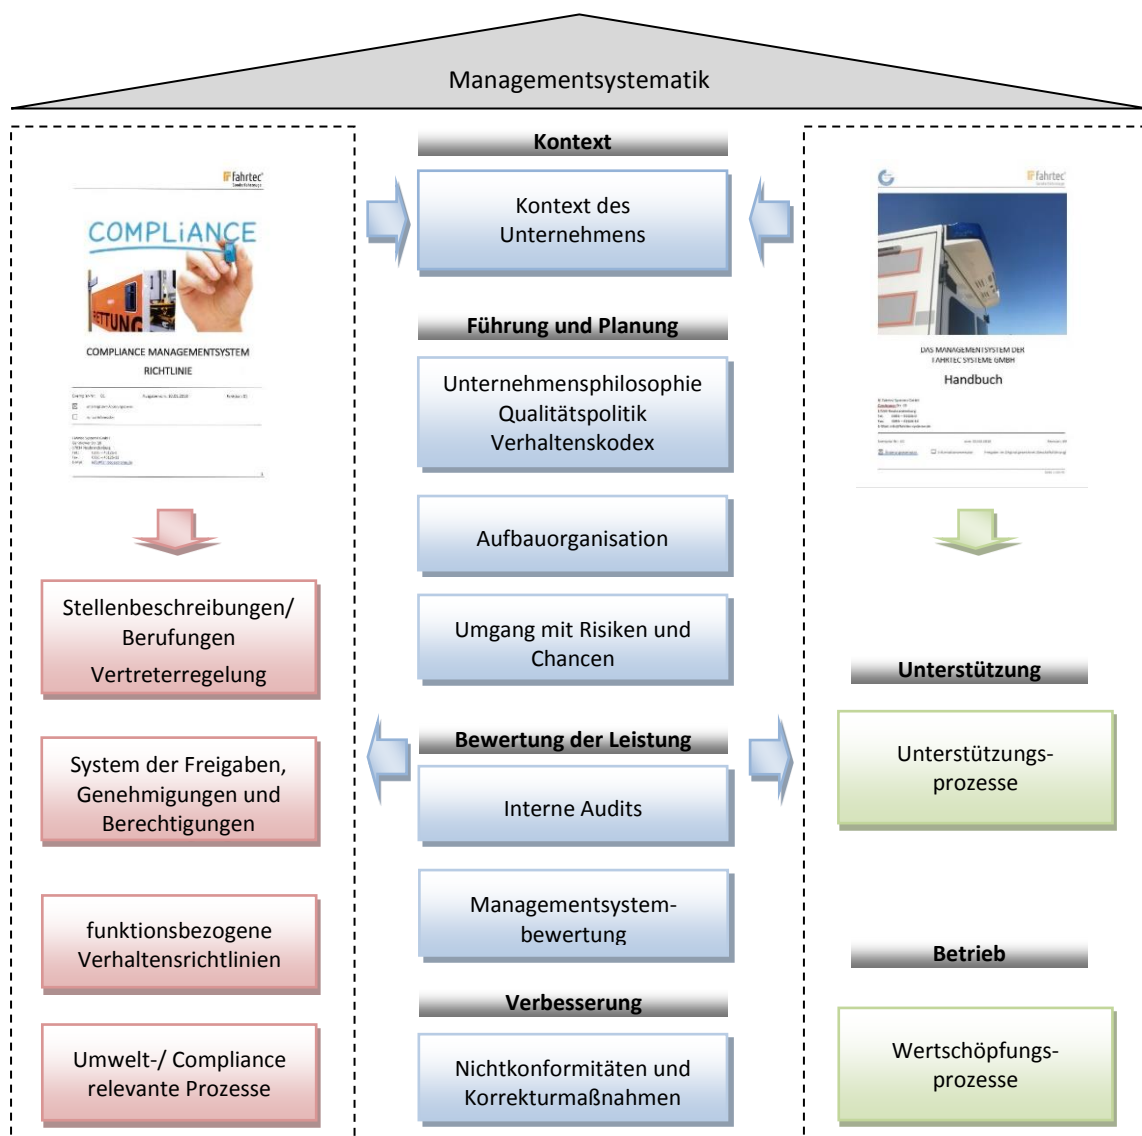 Managementsystematik
fahrtec
COMPLiANCE
RETTUNG
COMPLIANCE MANAGEMENTSYSTEM
RICHTLINIE
Stellenbeschreibungen/
Berufungen
Vertreterregelung
System der Freigaben,
Genehmigungen und
Berechtigungen
funktionsbezogene
Verhaltensrichtlinien
Umwelt-/ Compliance
relevante Prozesse
Kontext
Kontext des
Unternehmens
Führung und Planung
Unternehmensphilosophie
Qualitätspolitik
Verhaltenskodex
Aufbauorganisation
Umgang mit Risiken und
Chancen
Bewertung der Leistung
Interne Audits
Managementsystem-
bewertung
Verbesserung
Nichtkonformitäten und
Korrekturmaßnahmen
fahrtec
DAS MANAGEMENTSYSTEM DER
FAHRTEC SYSTEME GMBH
Handbuch
Unterstützung
Unterstützungs-
prozesse
Betrieb
Wertschöpfungs-
prozesse